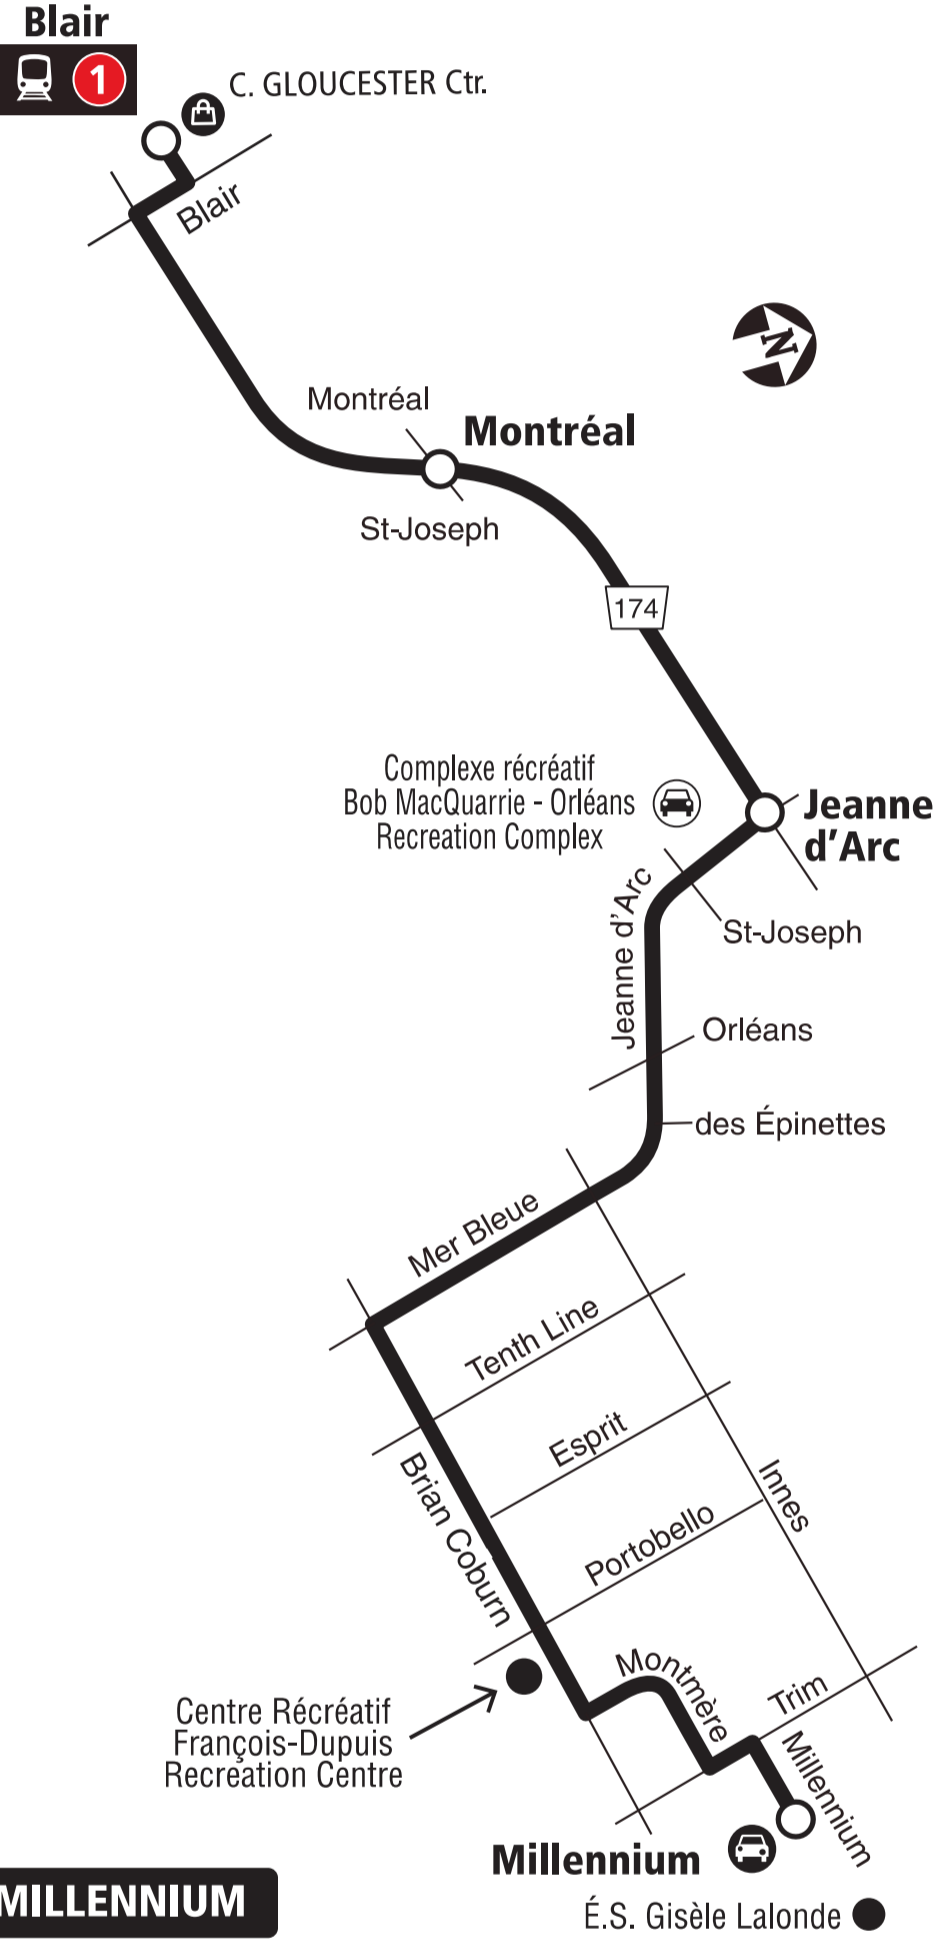 Blair
1
C. GLOUCESTER Ctr.
Blair
N
Montréal
Montréal
St-Joseph
174
Complexe récréatif
Bob MacQuarrie - Orléans
Recreation Complex
Jeanne
d'Arc
Jeanne d'Arc
St-Joseph
Orléans
des Épinettes
Mer Bleue
Tenth Line
Esprit
Innes
Brian Coburn
Portobello
Montmère
Trim
Centre Récréatif
François-Dupuis
Recreation Centre
Millennium
Millennium
MILLENNIUM
É.S. Gisèle Lalonde